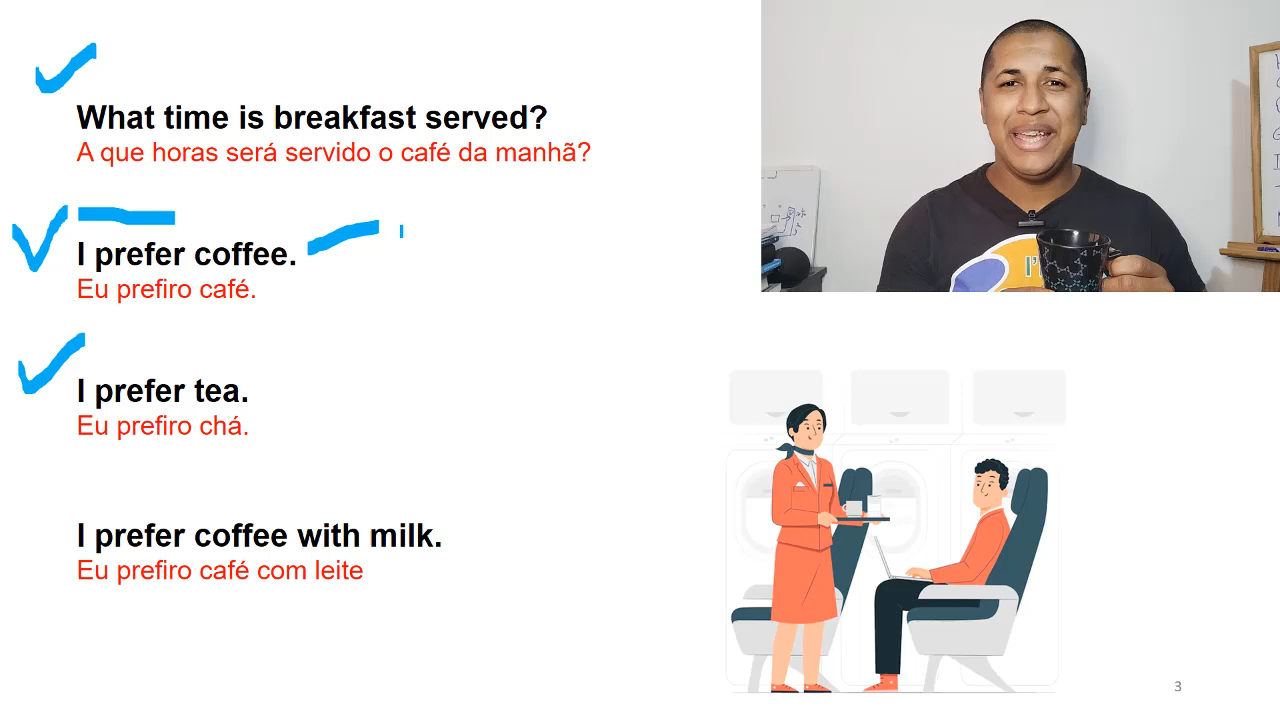 What time is breakfast served?
A que horas será servido o café da manhã?
I prefer coffee.
Eu prefiro café.
I prefer tea.
Eu prefiro chá.
I prefer coffee with milk.
Eu prefiro café com leite
I'
3